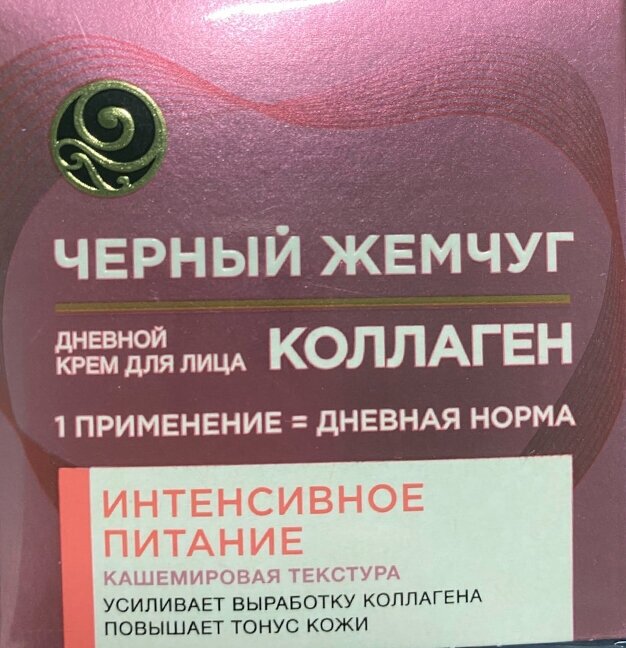 ЧЕРНЫЙ ЖЕМЧУГ
ДНЕВНОЙ
КРЕМ ДЛЯ ЛИЦА КОЛЛАГЕН
1 ПРИМЕНЕНИЕ = ДНЕВНАЯ НОРМА
ИНТЕНСИВНОЕ
ПИТАНИЕ
КАШЕМИРОВАЯ ТЕКСТУРА
УСИЛИВАЕТ ВЫРАБОТКУ КОЛЛАГЕНА
ПОВЫШАЕТ ТОНУС КОЖИ